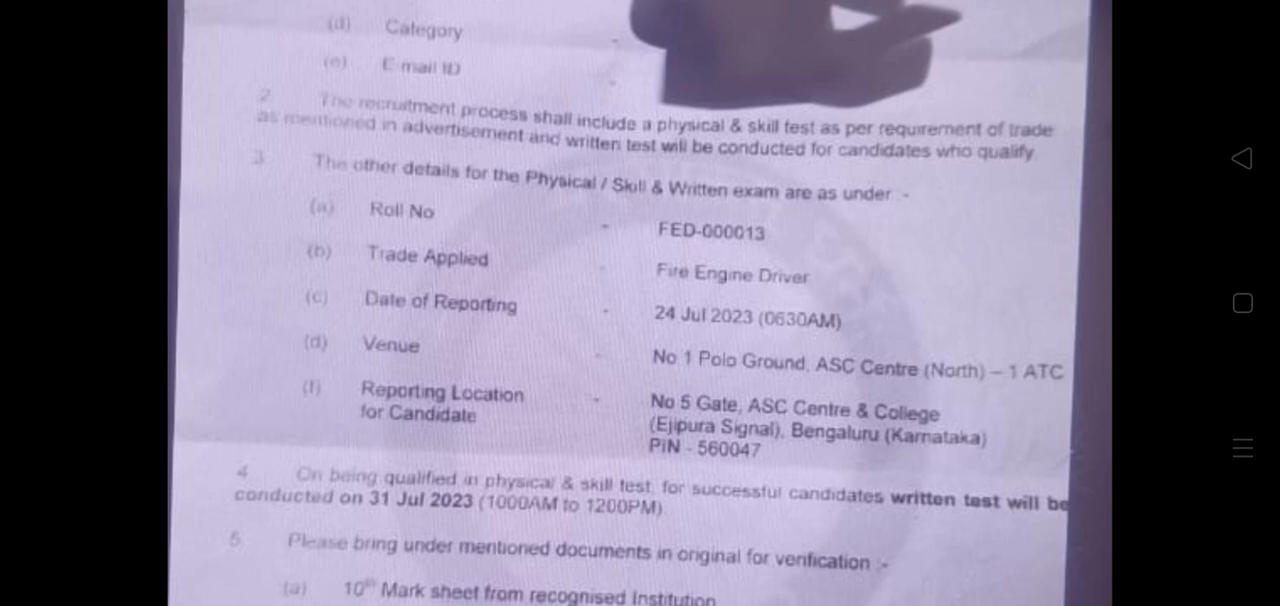 (d) Category -
(e) E mail ID -
2 The recruitment process shall include a physical & skill test as per requirement of trade
as mentioned in advertisement and written test will be conducted for candidates who qualify.
3 The other details for the Physical / Skill & Written exam are as under :-
(a) Roll No - FED-000013
(b) Trade Applied - Fire Engine Driver
(c) Date of Reporting - 24 Jul 2023 (0630AM)
(d) Venue - No 1 Polo Ground, ASC Centre (North) – 1 ATC
(f) Reporting Location - No 5 Gate, ASC Centre & College
for Candidate (Ejipura Signal), Bengaluru (Karnataka)
PIN - 560047
4 On being qualified in physical & skill test, for successful candidates written test will be
conducted on 31 Jul 2023 (1000AM to 1200PM).
5 Please bring under mentioned documents in original for verification :-
(a) 10th Mark sheet from recognised Institution